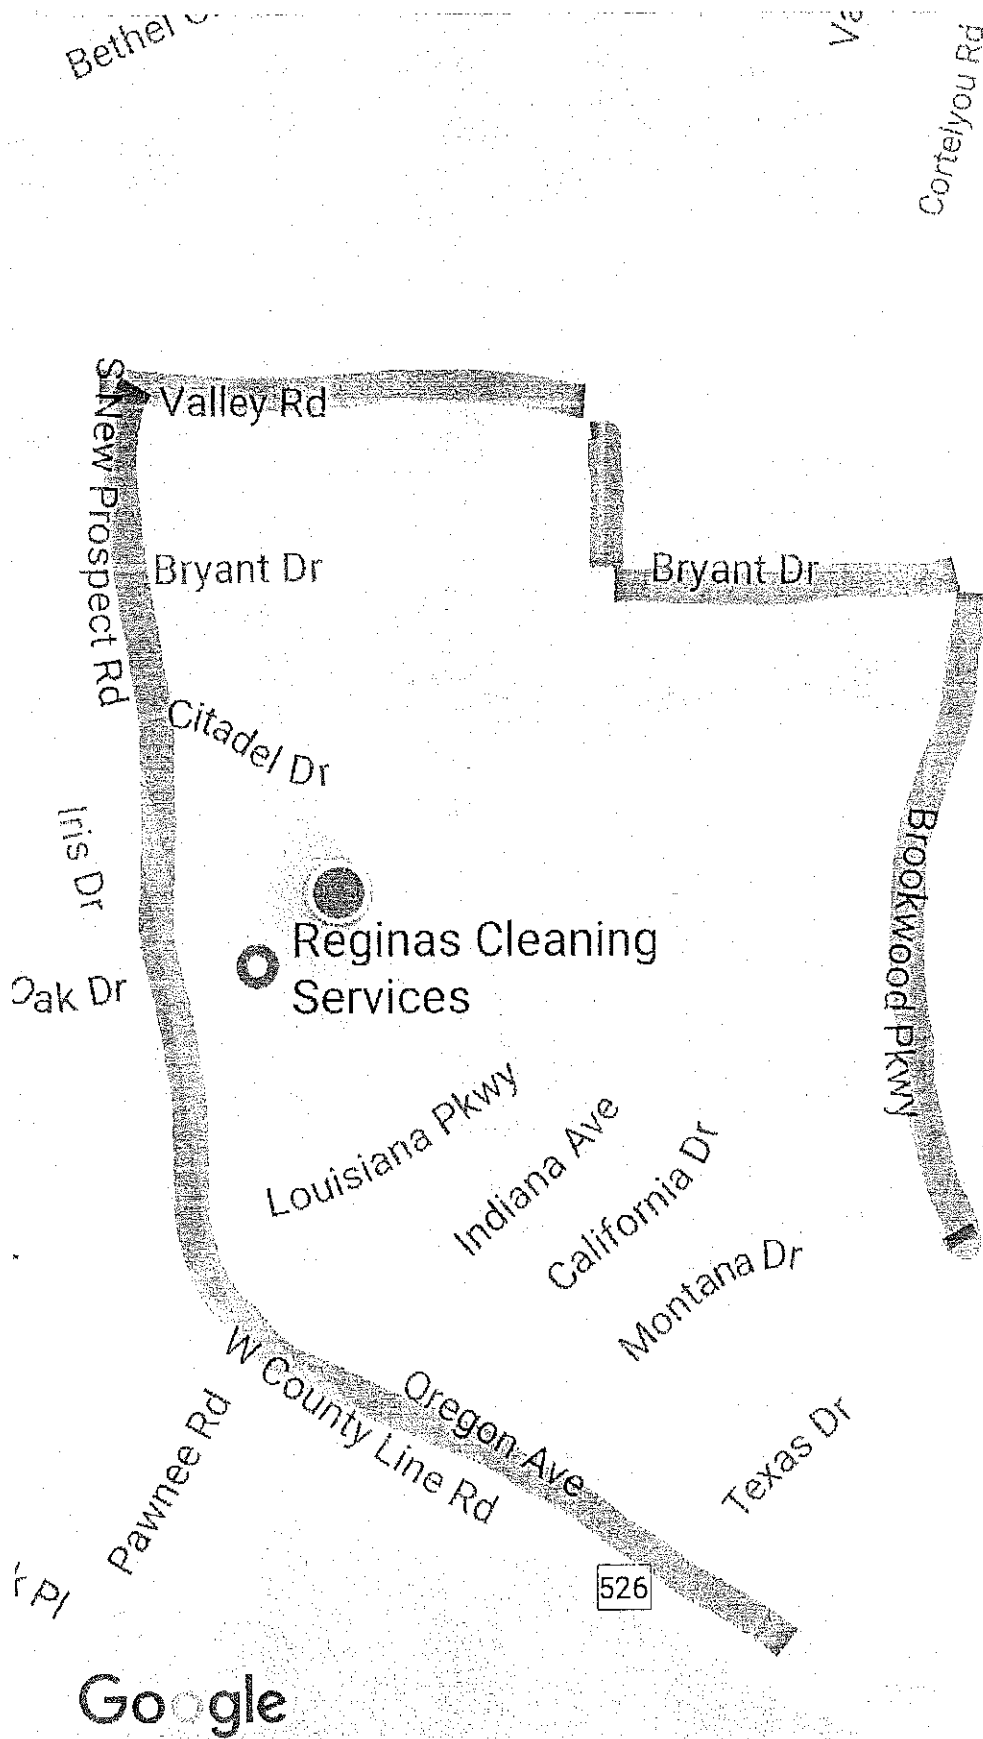 Bethel
Va
Cortelyou Rd
Valley Rd
S New Prospect Rd
Bryant Dr
Bryant Dr
Citadel Dr
Iris Dr
Brookwood Pkwy
Reginas Cleaning
Services
Oak Dr
Louisiana Pkwy
Indiana Ave
California Dr
Montana Dr
W County Line Rd
Oregon Ave
Pawnee Rd
Texas Dr
526
Pl
Google